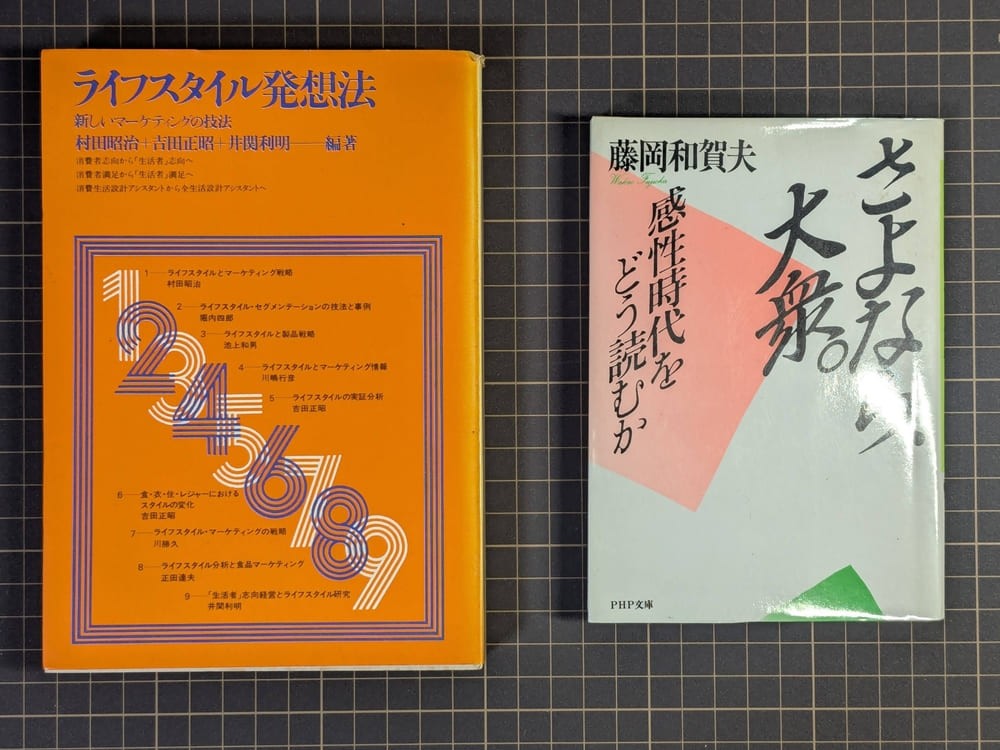 ライフスタイル発想法
新しいマーケティングの技法
村田昭治+吉田正昭+井関利明──編著
消費者志向から「生活者」志向へ
消費者満足から「生活者」満足へ
消費生活設計アシスタントから全生活設計アシスタントへ
1──ライフスタイルとマーケティング戦略
村田昭治
2──ライフスタイル・セグメンテーションの技法と事例
堀内四郎
3──ライフスタイルと製品戦略
池上和男
4──ライフスタイルとマーケティング情報
川嶋行彦
5──ライフスタイルの実証分析
吉田正昭
6──食・衣・住・レジャーにおける
スタイルの変化
吉田正昭
7──ライフスタイル・マーケティングの戦略
川勝久
8──ライフスタイル分析と食品マーケティング
正田達夫
9──「生活者」志向経営とライフスタイル研究
井関利明
1
2
3
4
5
6
7
8
9
さよなら、
大衆。
藤岡和賀夫
Wakao Fujioka
感性時代を
どう読むか
PHP文庫